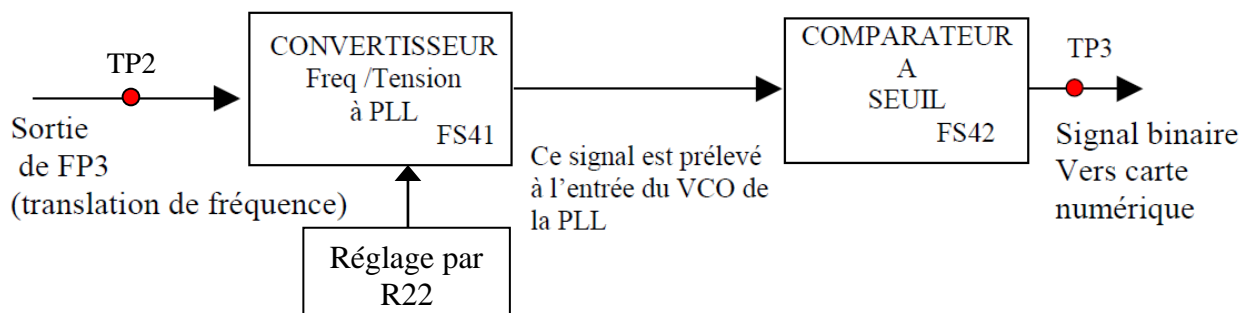 TP2
Sortie
de FP3
(translation de fréquence)
CONVERTISSEUR
Freq /Tension
à PLL
FS41
Réglage par
R22
Ce signal est prélevé
à l'entrée du VCO de
la PLL
COMPARATEUR
A
SEUIL
FS42
TP3
Signal binaire
Vers carte
numérique